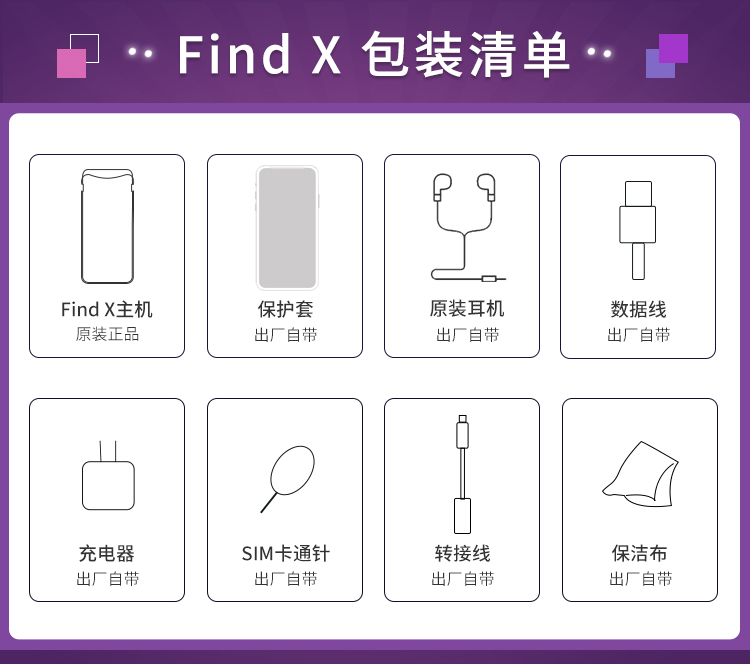 Find X 包装清单
Find X主机
原装正品
保护套
出厂自带
原装耳机
出厂自带
数据线
出厂自带
充电器
出厂自带
SIM卡通针
出厂自带
转接线
出厂自带
保洁布
出厂自带